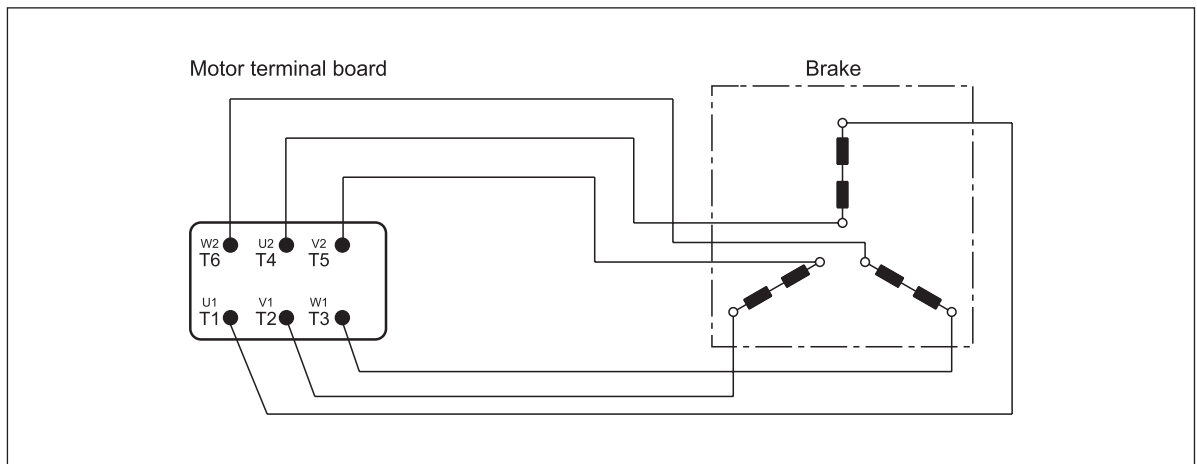 Motor terminal board
Brake
W2 U2 V2
T6 T4 T5
U1 V1 W1
T1 T2 T3